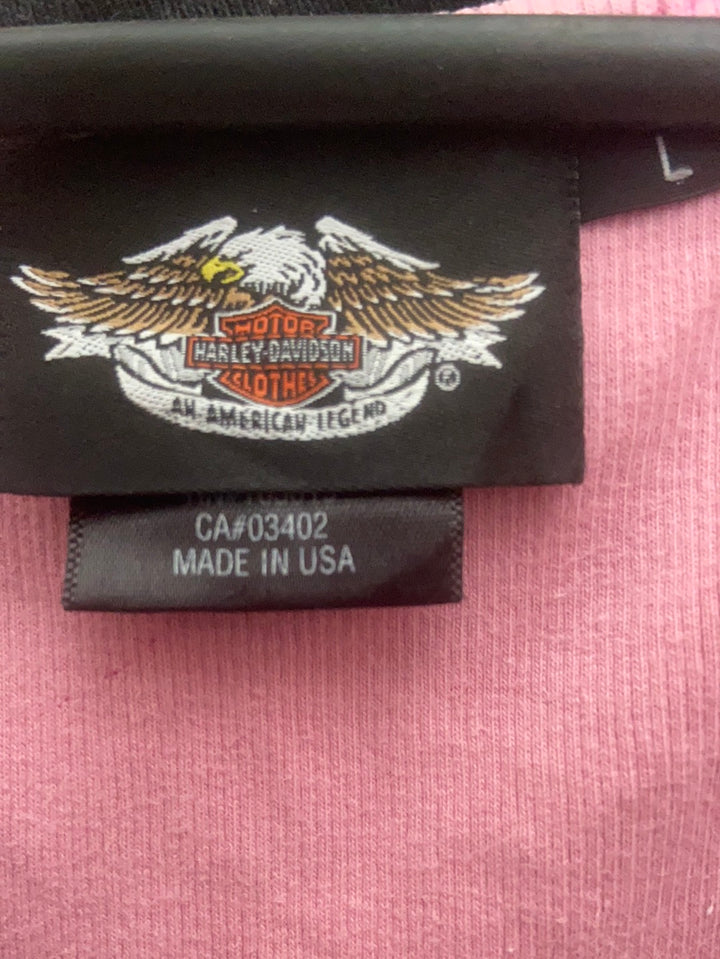 L
MOTOR
HARLEY-DAVIDSON
CLOTHES
®
AN AMERICAN LEGEND
CA#03402
MADE IN USA